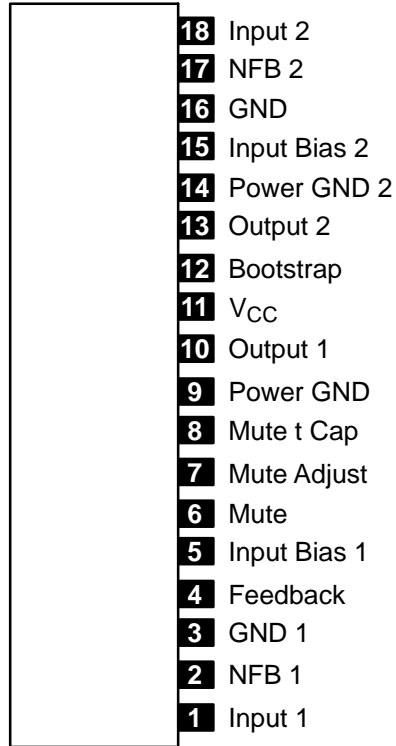 18 Input 2
17 NFB 2
16 GND
15 Input Bias 2
14 Power GND 2
13 Output 2
12 Bootstrap
11 VCC
10 Output 1
9 Power GND
8 Mute t Cap
7 Mute Adjust
6 Mute
5 Input Bias 1
4 Feedback
3 GND 1
2 NFB 1
1 Input 1